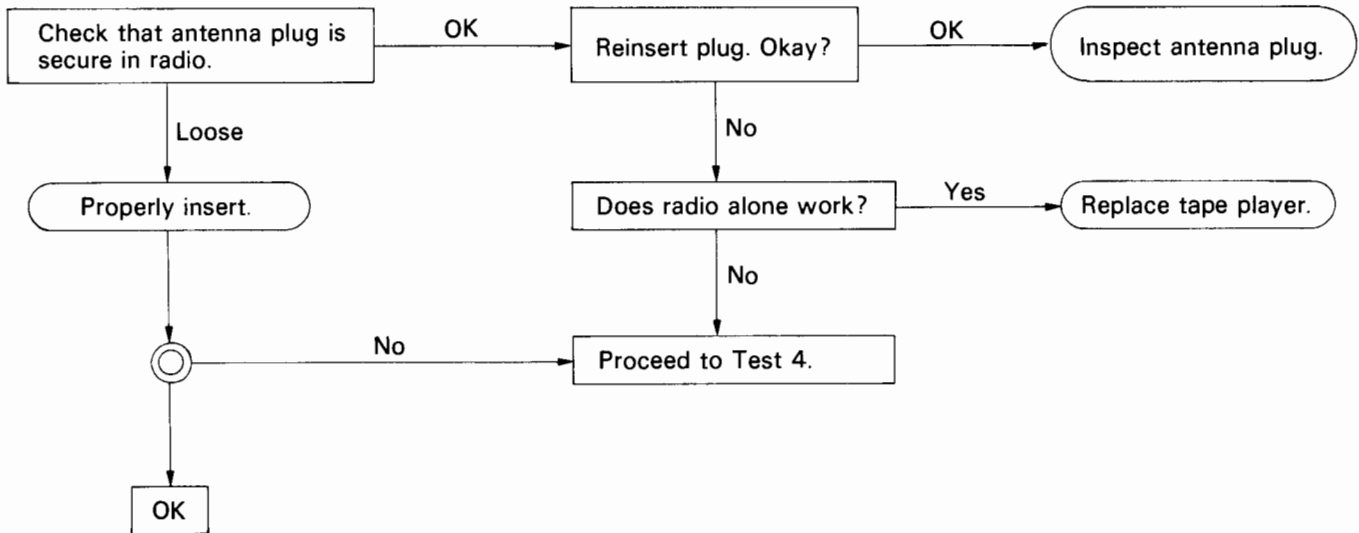 Check that antenna plug is
secure in radio.
OK
Reinsert plug. Okay?
OK
Inspect antenna plug.
Loose
No
Properly insert.
Does radio alone work?
Yes
Replace tape player.
No
No
Proceed to Test 4.
OK